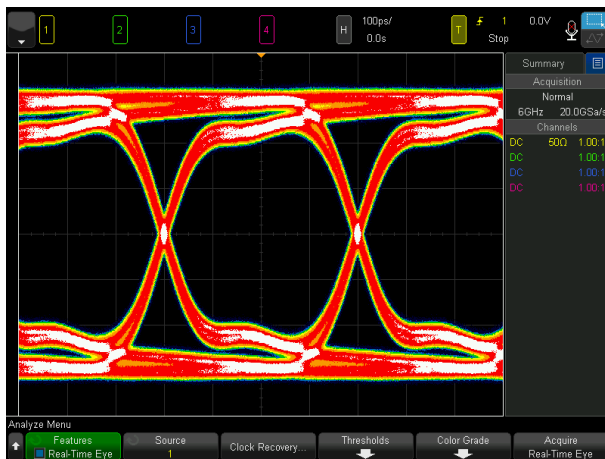 1 2 3 4 H 100ps/ 0.0s T 1 0.0V Stop
Summary
Acquisition
Normal
6GHz 20.0GSa/s
Channels
DC 50Ω 1.00:1
DC 1.00:1
DC 1.00:1
DC 1.00:1
Analyze Menu
Features Source Clock Recovery... Thresholds Color Grade Acquire
Real-Time Eye 1 Real-Time Eye